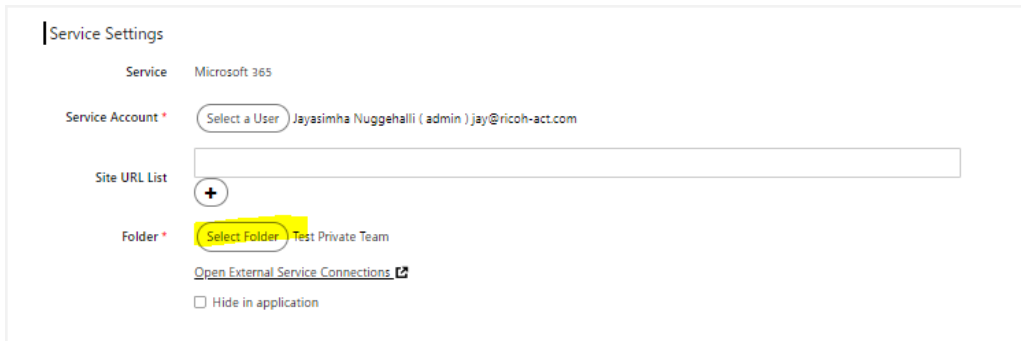 Service Settings
Service Microsoft 365
Service Account * Select a User Jayasimha Nuggehalli ( admin ) jay@ricoh-act.com
Site URL List
+
Folder * Select Folder Test Private Team
Open External Service Connections
Hide in application